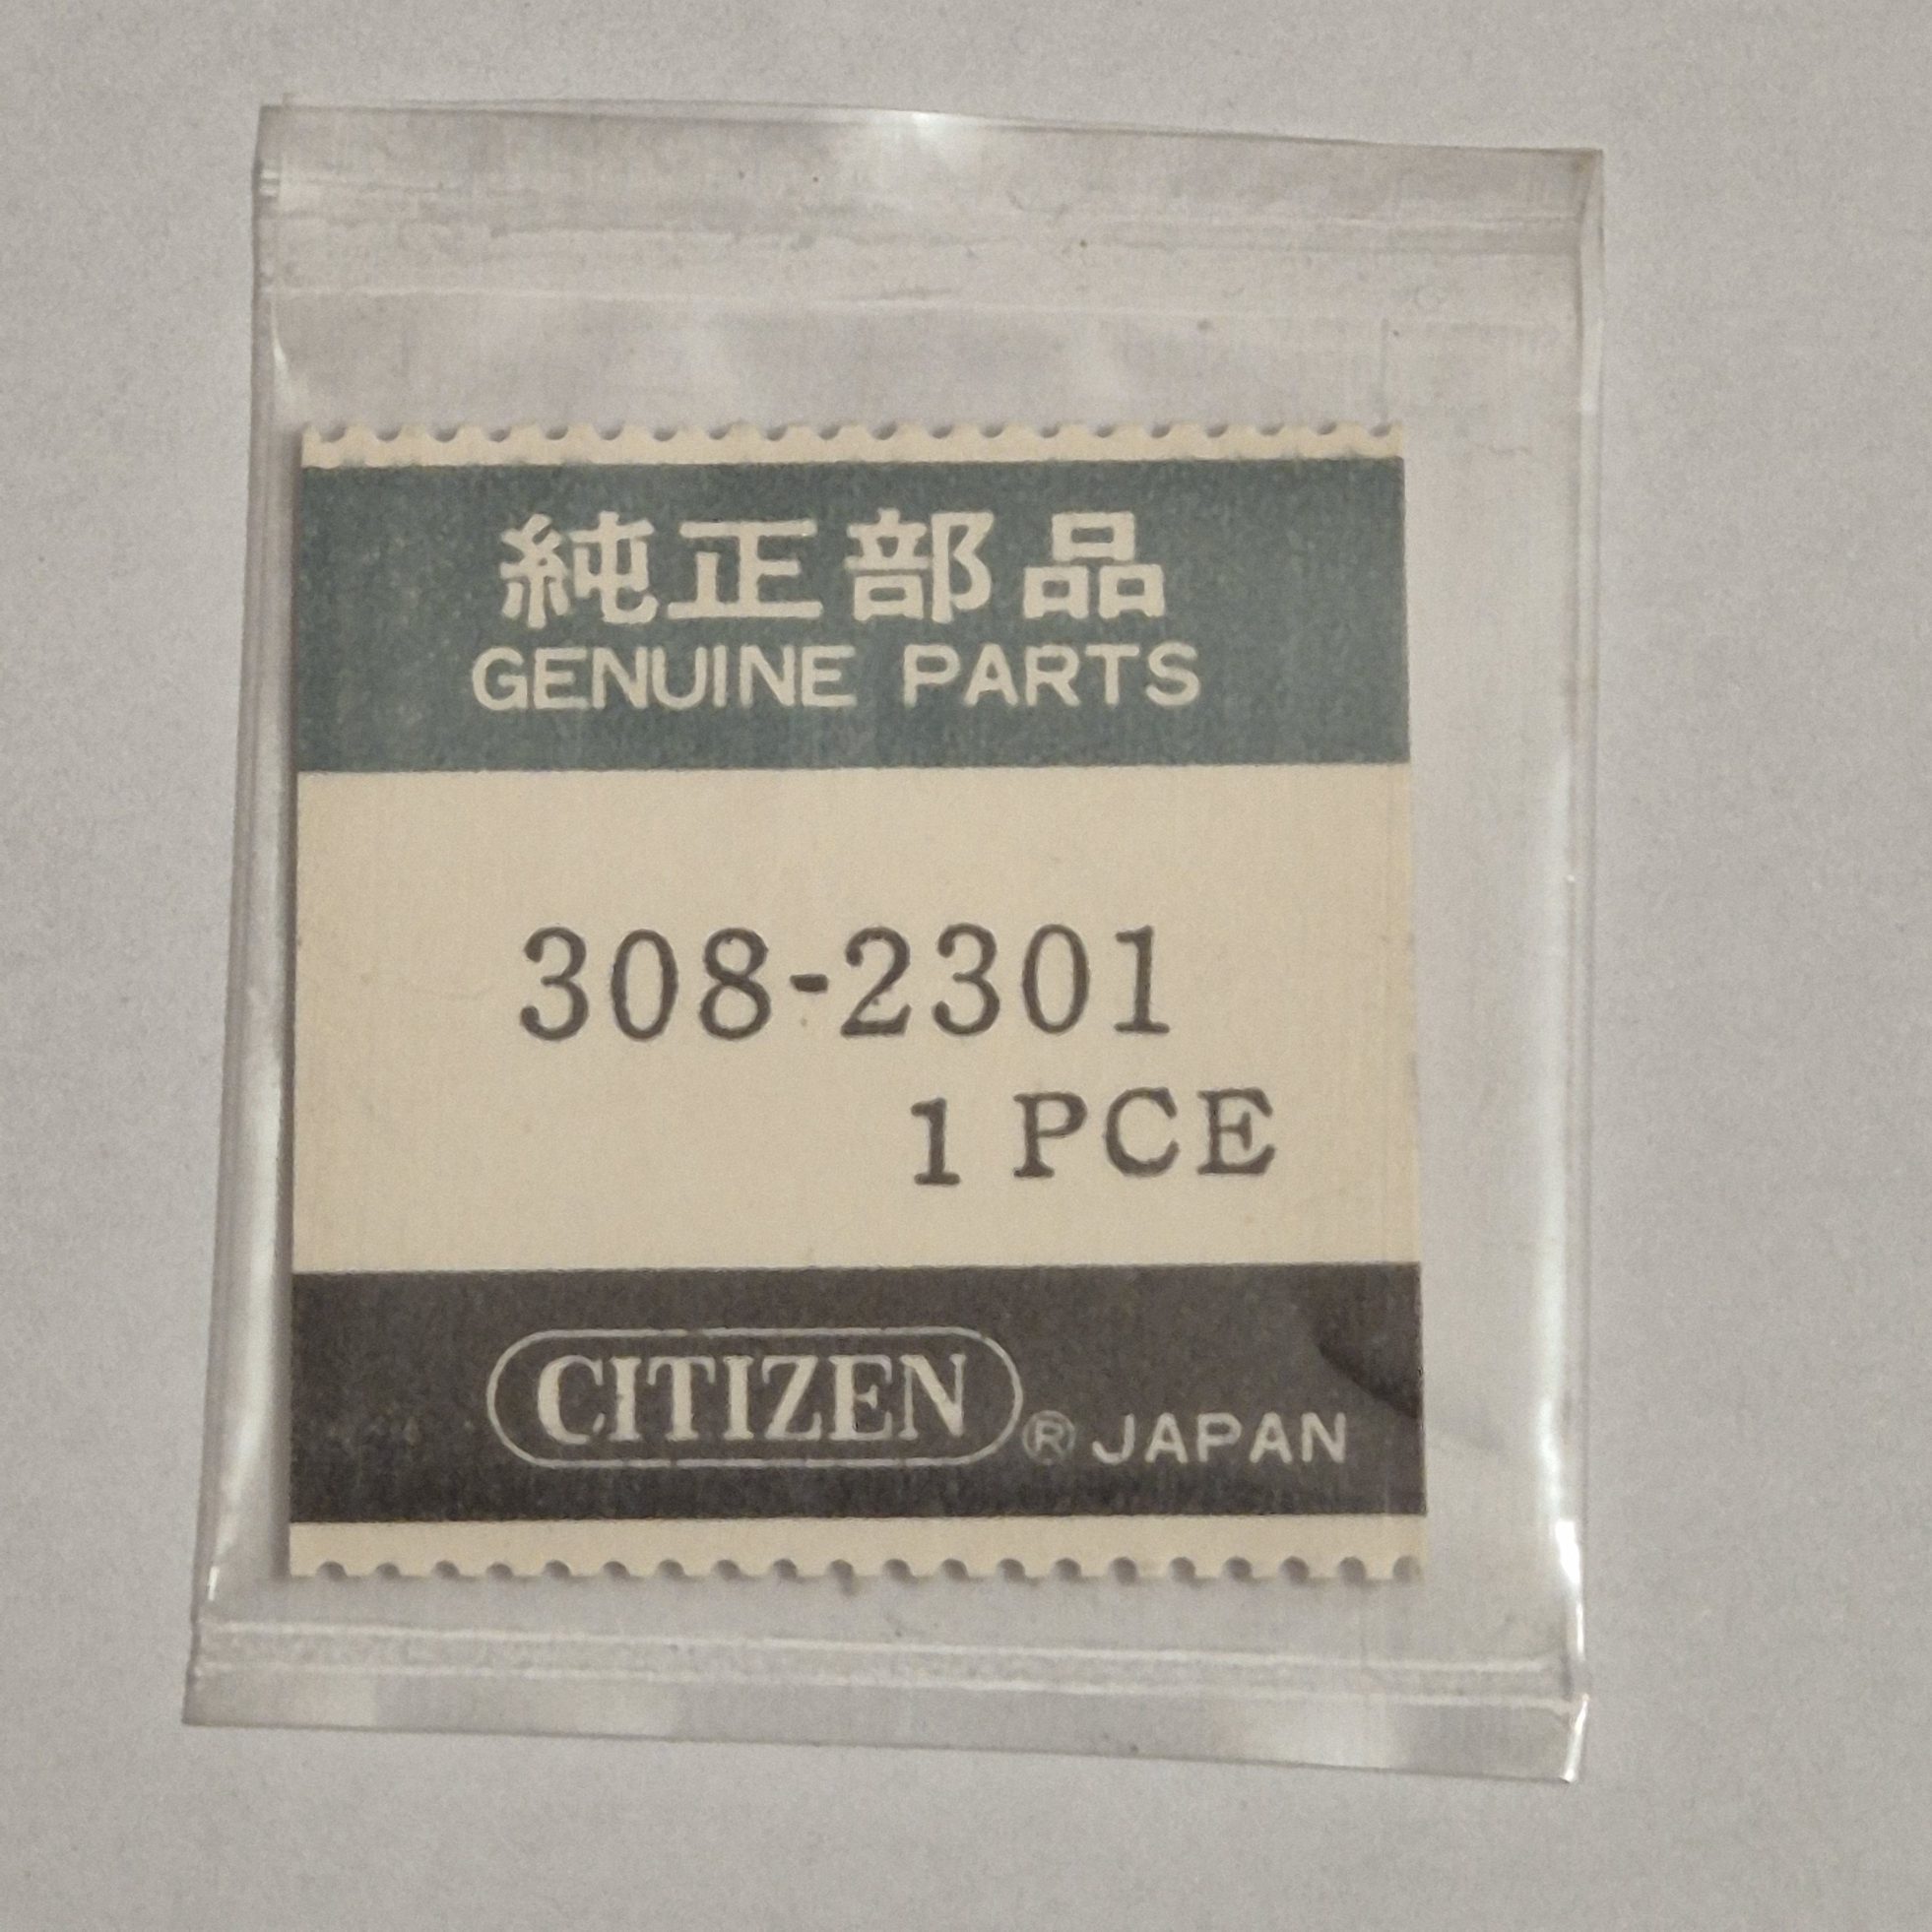 純正部品
GENUINE PARTS
308-2301
1 PCE
CITIZEN ® JAPAN